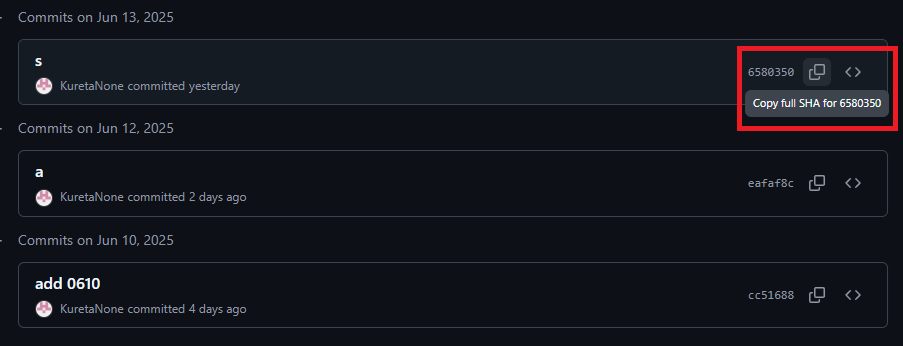 Commits on Jun 13, 2025
s
KuretaNone committed yesterday
6580350
Copy full SHA for 6580350
Commits on Jun 12, 2025
a
KuretaNone committed 2 days ago
eafaf8c
Commits on Jun 10, 2025
add 0610
KuretaNone committed 4 days ago
cc51688